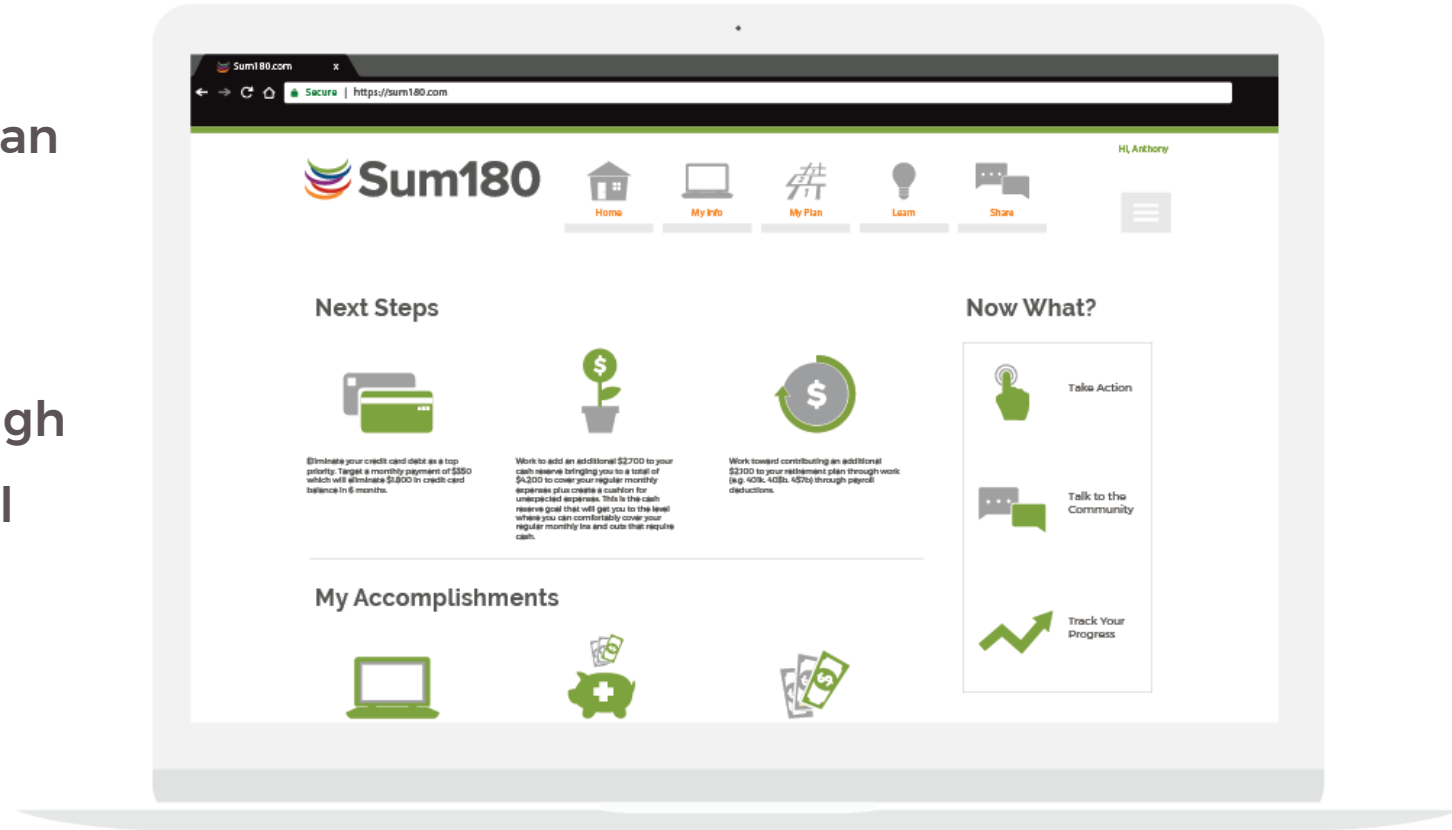 an
gh
l
Sum180.com x
Secure | https://sum180.com
Hi, Anthony
Sum180
Home My Info My Plan Learn Share
Next Steps
Now What?
Eliminate your credit card debt as a top
priority. Target a monthly payment of $350
which will eliminate $1,800 in credit card
balance in 6 months.
Work to add an additional $2,700 to your
cash reserve bringing you to a total of
$4,200 to cover your regular monthly
expenses plus create a cushion for
unexpected expenses. This is the cash
reserve goal that will get you to the level
where you can comfortably cover your
regular monthly ins and outs that require
cash.
Work toward contributing an additional
$2,100 to your retirement plan through work
(e.g. 401k, 403b, 457b) through payroll
deductions.
Take Action
Talk to the
Community
Track Your
Progress
My Accomplishments